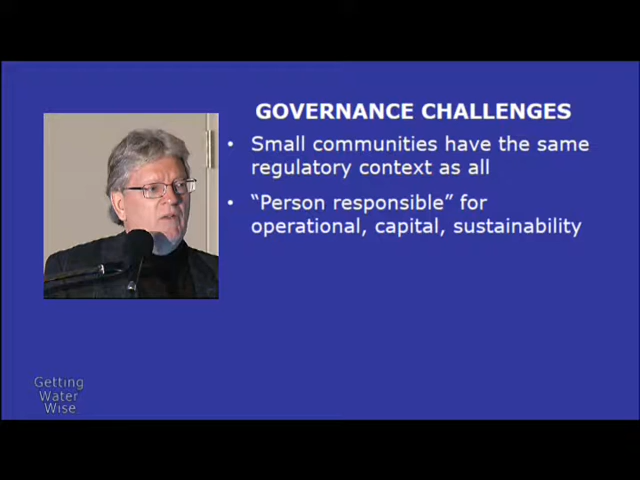 GOVERNANCE CHALLENGES
• Small communities have the same
regulatory context as all
• “Person responsible” for
operational, capital, sustainability
Getting
Water
Wise